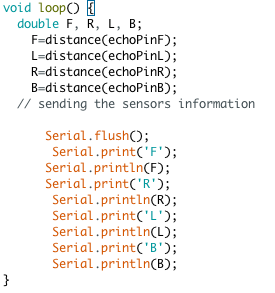 void loop() {
double F, R, L, B;
F=distance(echoPinF);
L=distance(echoPinL);
R=distance(echoPinR);
B=distance(echoPinB);
// sending the sensors information
Serial.flush();
Serial.print('F');
Serial.println(F);
Serial.print('R');
Serial.println(R);
Serial.print('L');
Serial.println(L);
Serial.print('B');
Serial.println(B);
}